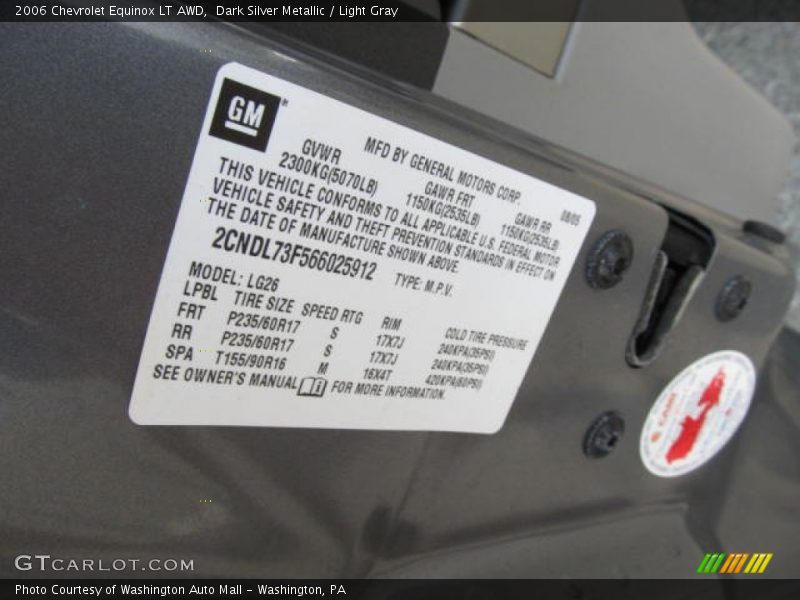 2006 Chevrolet Equinox LT AWD, Dark Silver Metallic / Light Gray
GM
MFD BY GENERAL MOTORS CORP. 08/05
GVWR GAWR FRT GAWR RR
2300KG(5070LB) 1150KG(2535LB) 1150KG(2535LB)
THIS VEHICLE CONFORMS TO ALL APPLICABLE U.S. FEDERAL MOTOR
VEHICLE SAFETY AND THEFT PREVENTION STANDARDS IN EFFECT ON
THE DATE OF MANUFACTURE SHOWN ABOVE.
2CNDL73F566025912 TYPE: M.P.V.
MODEL: LG26
LPBL TIRE SIZE SPEED RTG RIM COLD TIRE PRESSURE
FRT P235/60R17 S 17X7J 240KPA(35PSI)
RR P235/60R17 S 17X7J 240KPA(35PSI)
SPA T155/90R16 M 16X4T 420KPA(60PSI)
SEE OWNER'S MANUAL FOR MORE INFORMATION.
GTCARLOT.COM
Photo Courtesy of Washington Auto Mall - Washington, PA